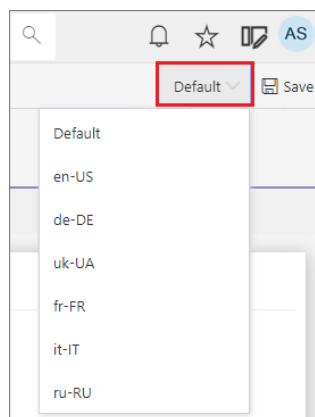 AS
Default
Save
Default
en-US
de-DE
uk-UA
fr-FR
it-IT
ru-RU